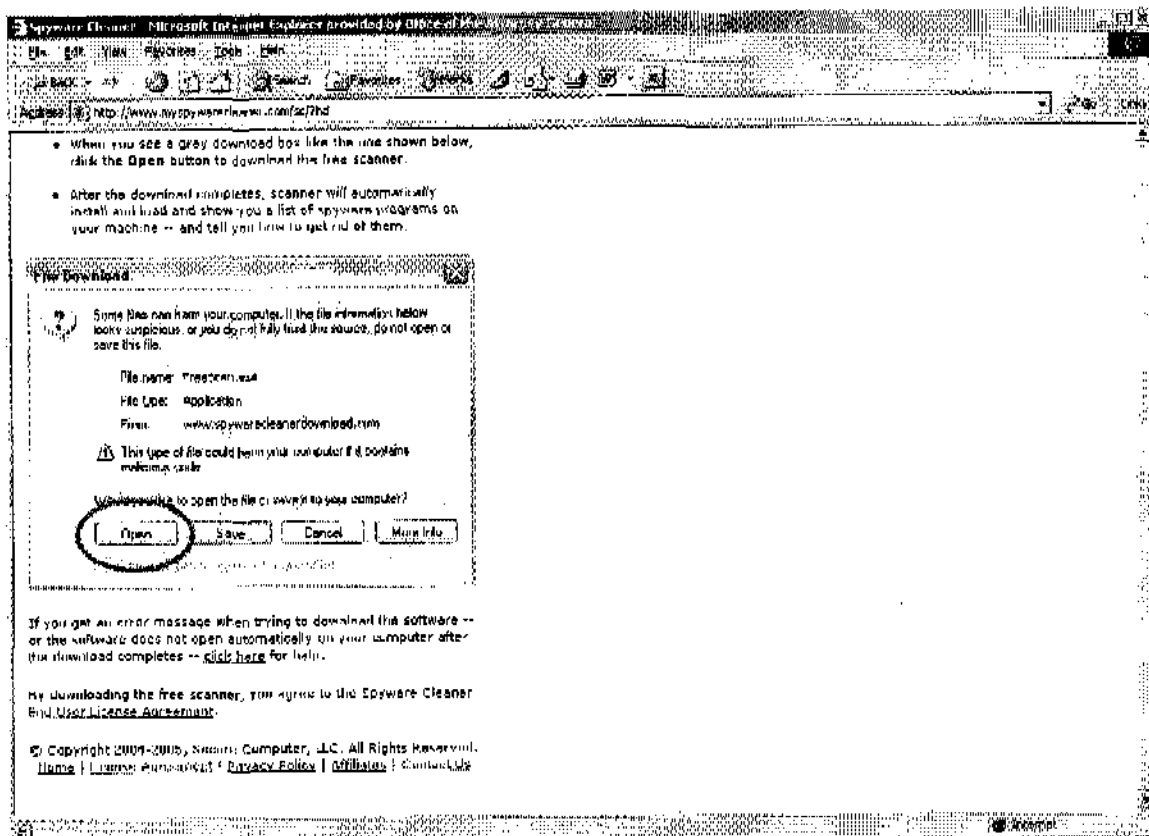 Spyware Cleaner - Microsoft Internet Explorer provided by Office of
File Edit View Favorites Tools Help
Back Search Favorites
Address http://www.myspywarecleaner.com/sc/?hd Links
• When you see a gray download box like the one shown below,
click the Open button to download the free scanner.
• After the download completes, scanner will automatically
install and load and show you a list of spyware programs on
your machine -- and tell you how to get rid of them.
File Download
Some files can harm your computer. If the file information below
looks suspicious, or you do not fully trust the source, do not open or
save this file.
File name: Freescan.exe
File type: Application
From: www.spywarecleanerdownload.com
This type of file could harm your computer if it contains
malicious code.
Would you like to open the file or save it to your computer?
Open Save Cancel More Info
If you get an error message when trying to download the software --
or the software does not open automatically on your computer after
the download completes -- click here for help.
By downloading the free scanner, you agree to the Spyware Cleaner
End User License Agreement.
© Copyright 2004-2005, Secure Computer, LLC. All Rights Reserved.
Home | License Agreement | Privacy Policy | Affiliates | Contact Us
Internet